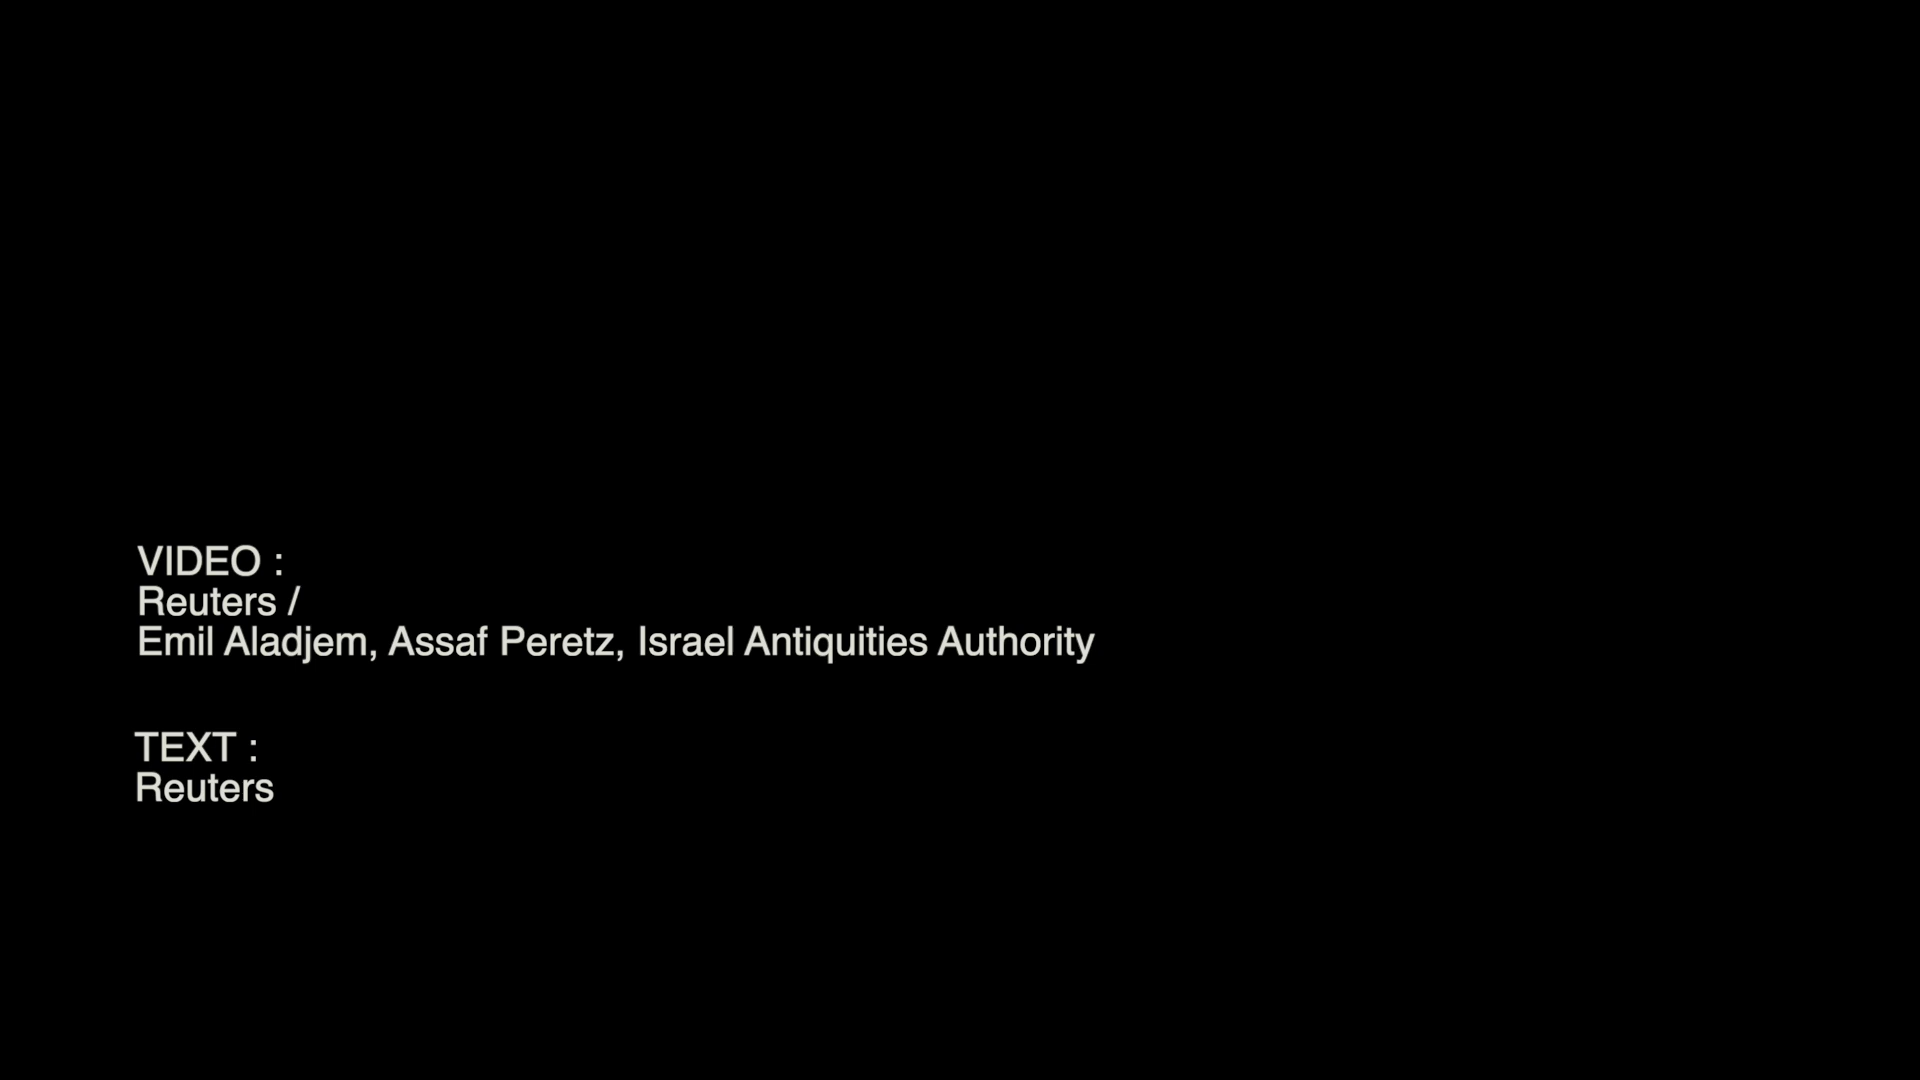 VIDEO :
Reuters /
Emil Aladjem, Assaf Peretz, Israel Antiquities Authority
TEXT :
Reuters